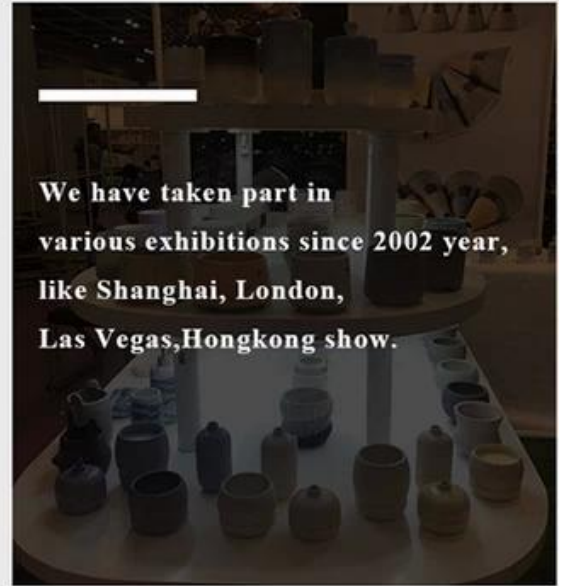 We have taken part in
various exhibitions since 2002 year,
like Shanghai, London,
Las Vegas,Hongkong show.